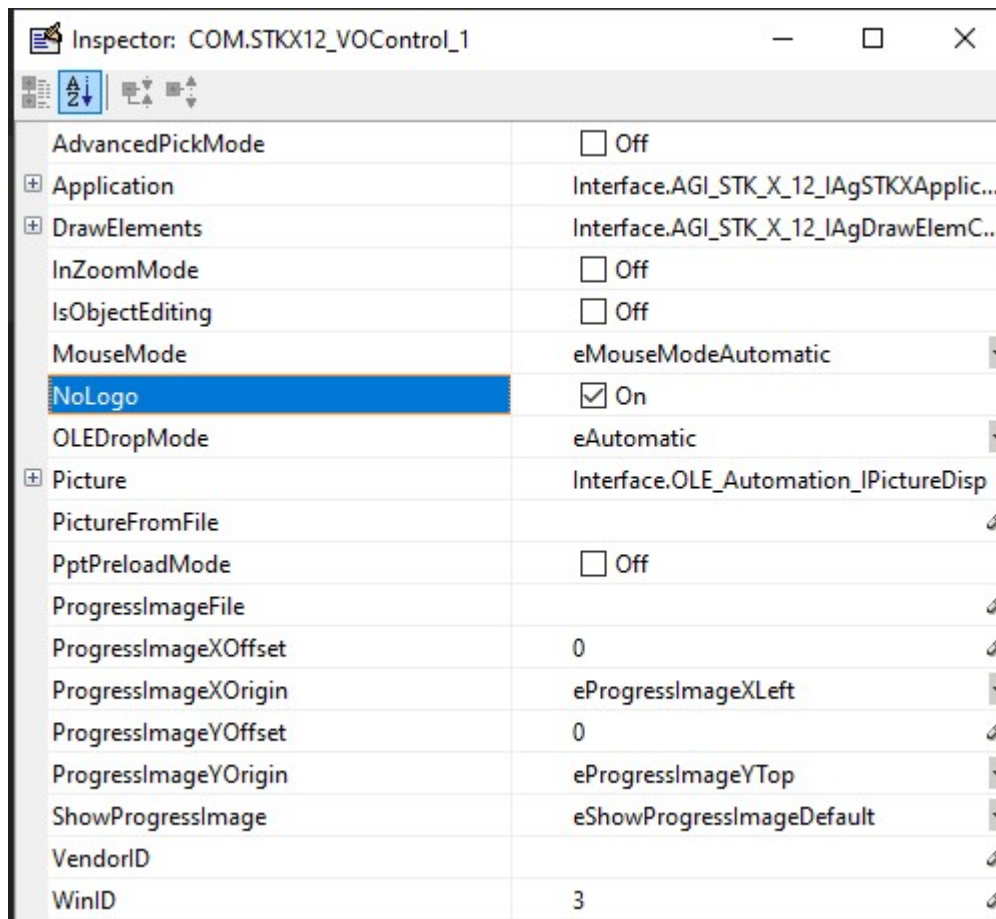 Inspector: COM.STKX12_VOControl_1
AdvancedPickMode Off
Application Interface.AGI_STK_X_12_IAgSTKXApplic...
DrawElements Interface.AGI_STK_X_12_IAgDrawElemC...
InZoomMode Off
IsObjectEditing Off
MouseMode eMouseModeAutomatic
NoLogo On
OLEDropMode eAutomatic
Picture Interface.OLE_Automation_IPictureDisp
PictureFromFile
PptPreloadMode Off
ProgressImageFile
ProgressImageXOffset 0
ProgressImageXOrigin eProgressImageXLeft
ProgressImageYOffset 0
ProgressImageYOrigin eProgressImageYTop
ShowProgressImage eShowProgressImageDefault
VendorID
WinID 3